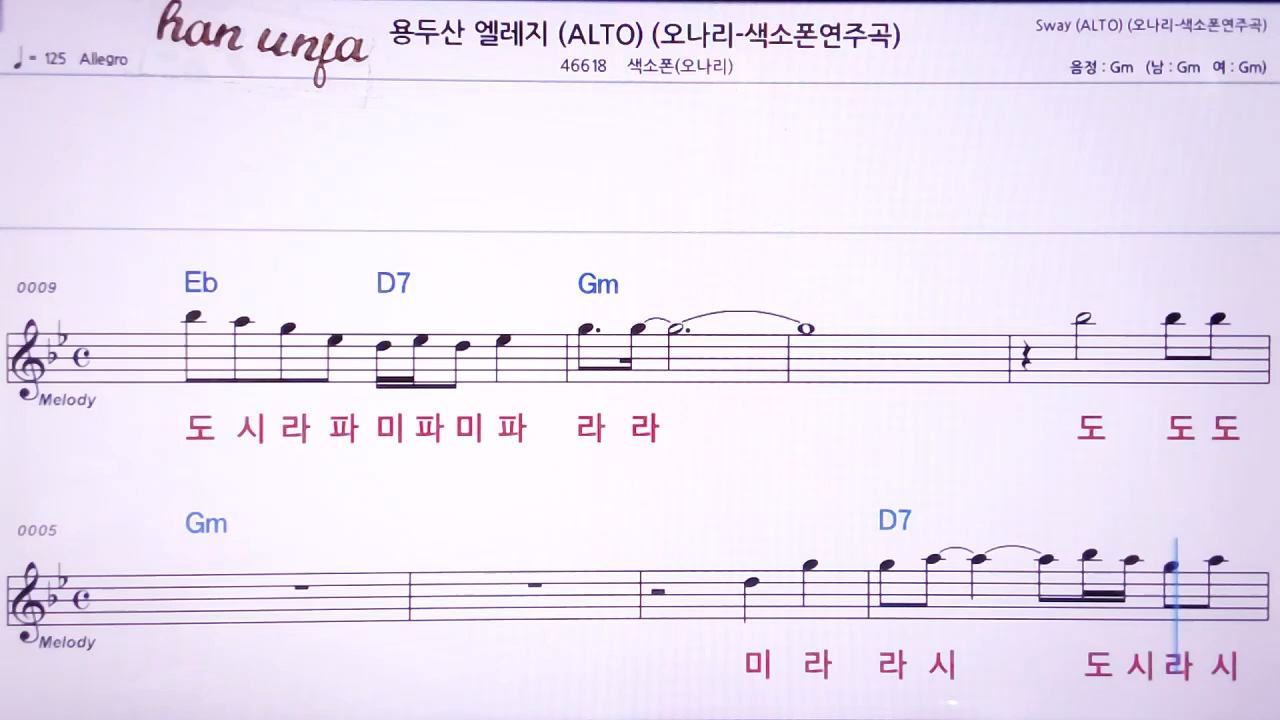 han unja
용두산 엘레지 (ALTO) (오나리-색소폰연주곡)
Sway (ALTO) (오나리-색소폰연주곡)
♩= 125 Allegro
46618 색소폰(오나리)
음정 : Gm (남 : Gm 여 : Gm)
0009
Eb D7 Gm
Melody
도 시 라 파 미 파 미 파 라 라 도 도 도
0005
Gm D7
Melody
미 라 라 시 도 시 라 시